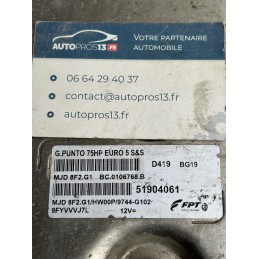 AUTOPROS13.FR
VOTRE PARTENAIRE
AUTOMOBILE
06 64 29 40 37
contact@autopros13.fr
autopros13.fr
G.PUNTO 75HP EURO 5 S&S
D419 BG19
MJD 8F2.G1 BC.0106768.B
51904061
MJD 8F2.G1/HW00P/9744-G102-
9FYVVVJ7L 12V=
FPT